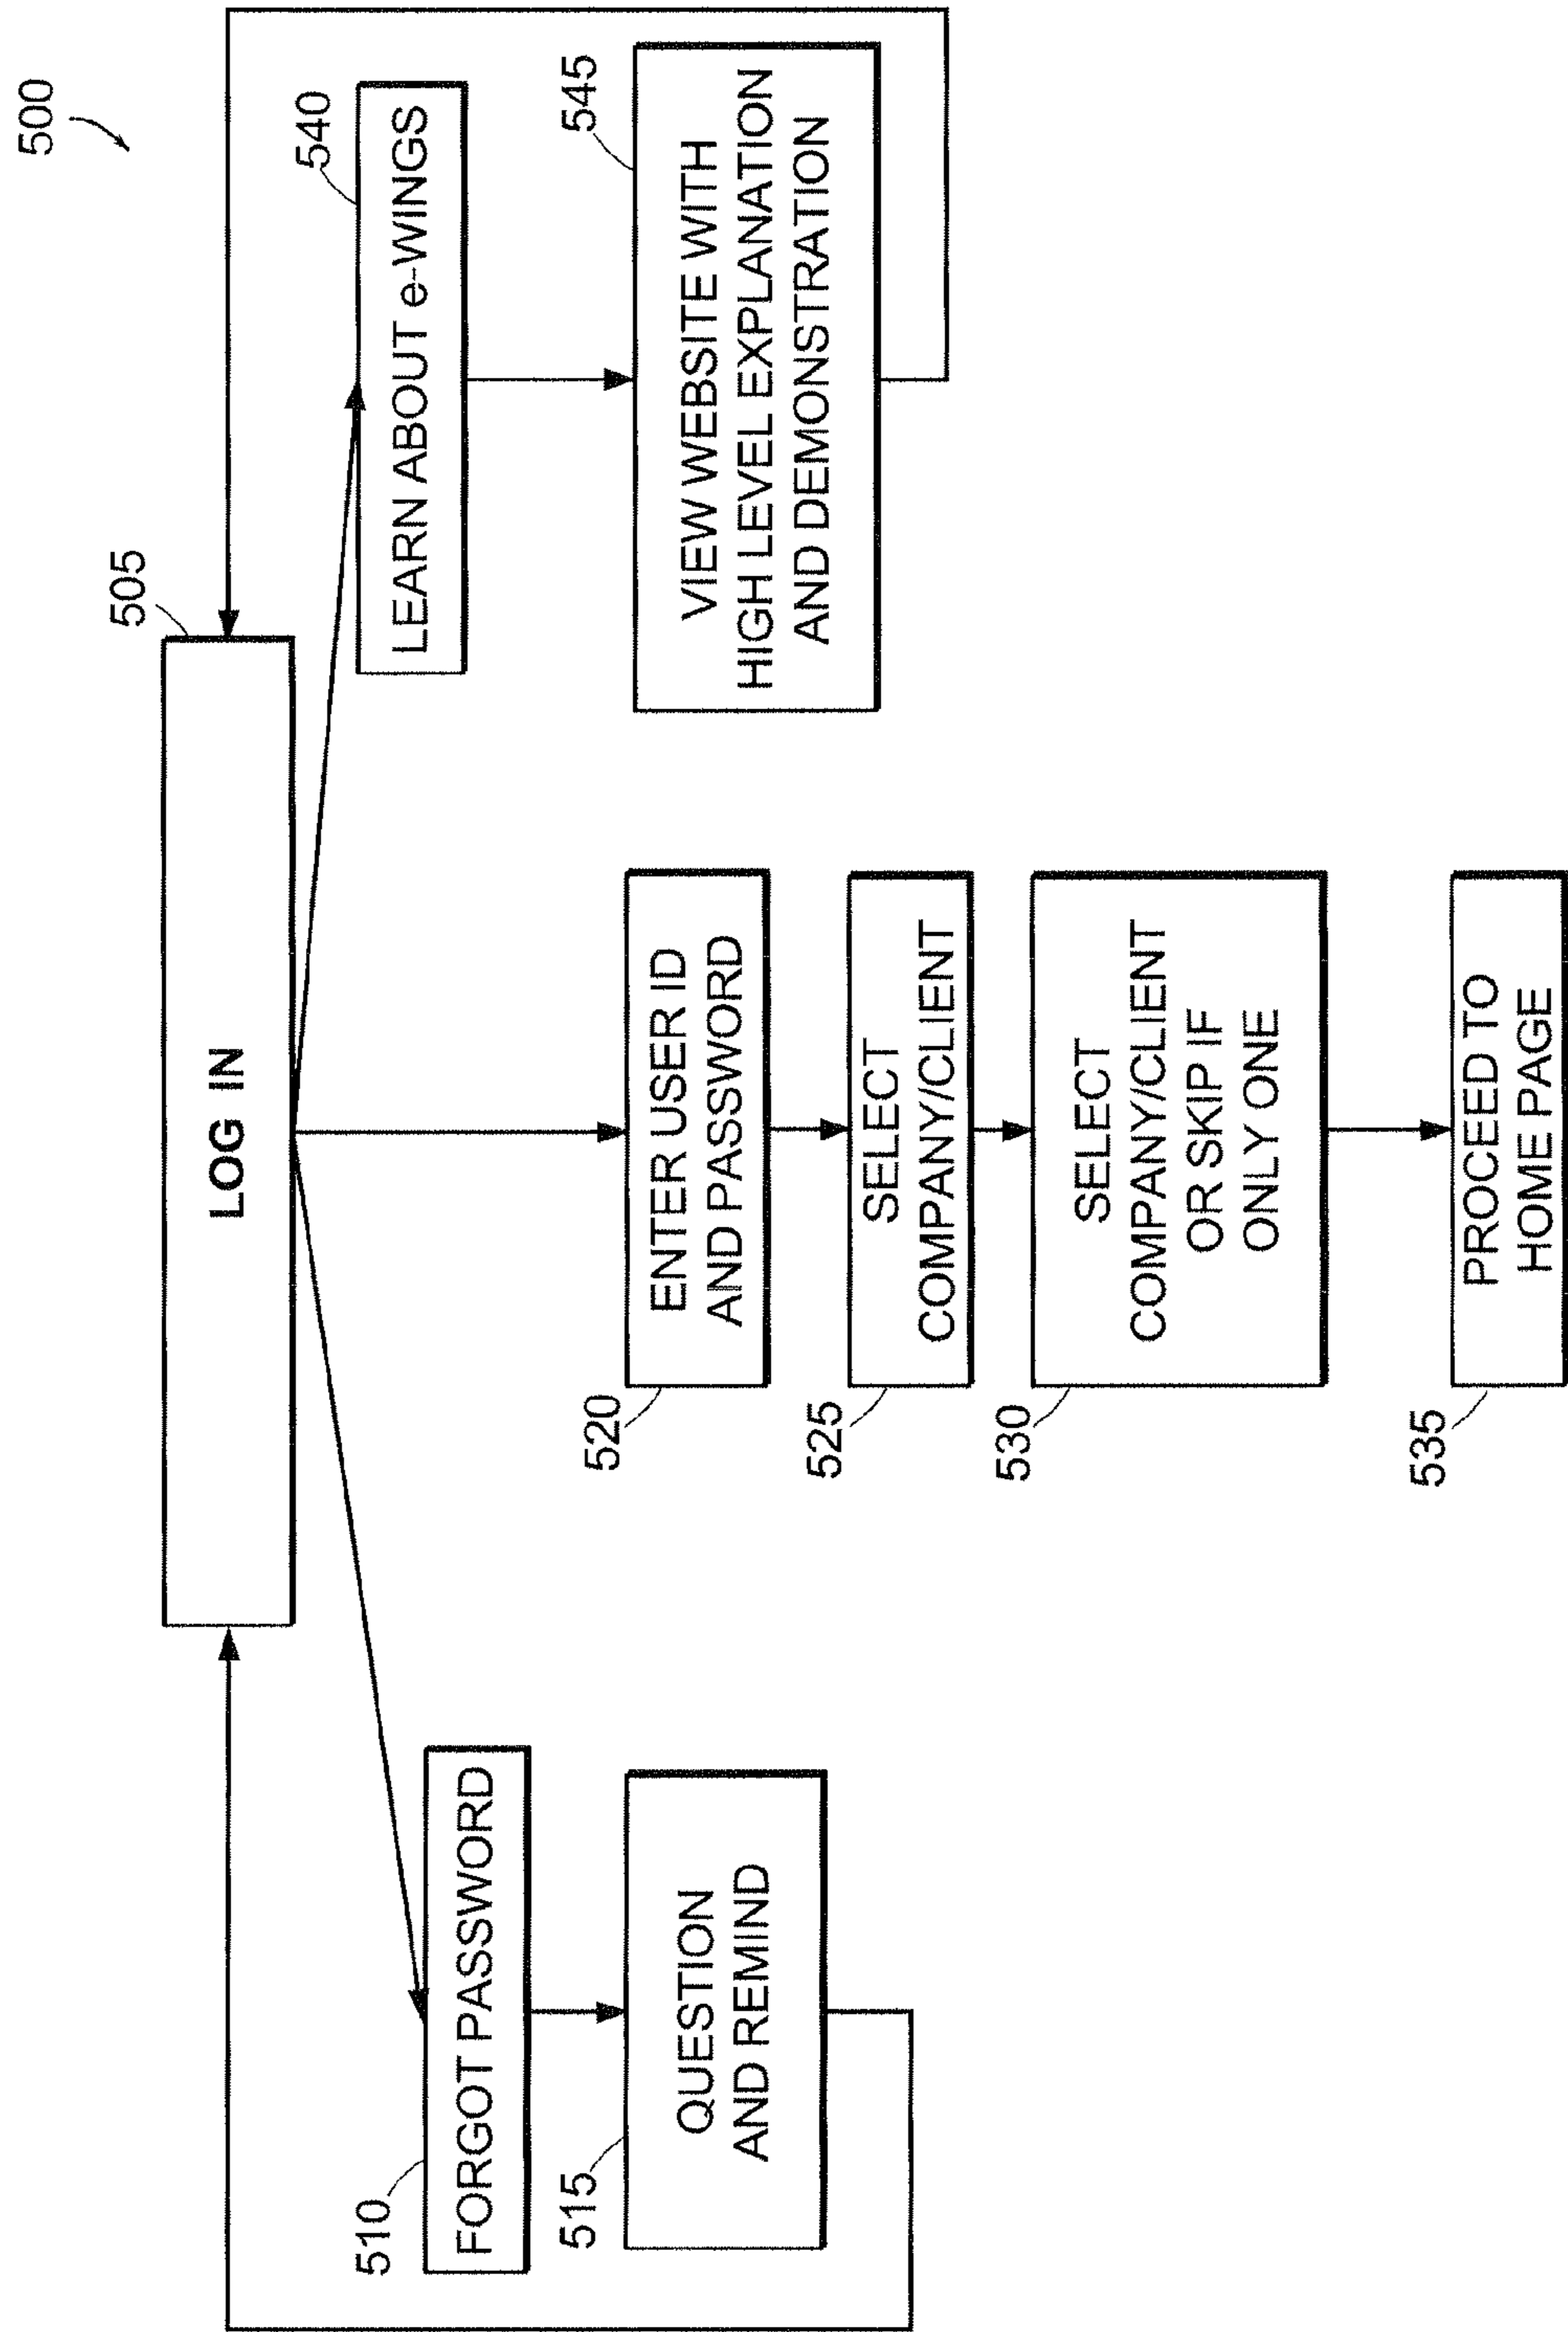 500
505
LOG IN
510
FORGOT PASSWORD
515
QUESTION
AND REMIND
520
ENTER USER ID
AND PASSWORD
525
SELECT
COMPANY/CLIENT
530
SELECT
COMPANY/CLIENT
OR SKIP IF
ONLY ONE
535
PROCEED TO
HOME PAGE
540
LEARN ABOUT e-WINGS
545
VIEW WEBSITE WITH
HIGH LEVEL EXPLANATION
AND DEMONSTRATION